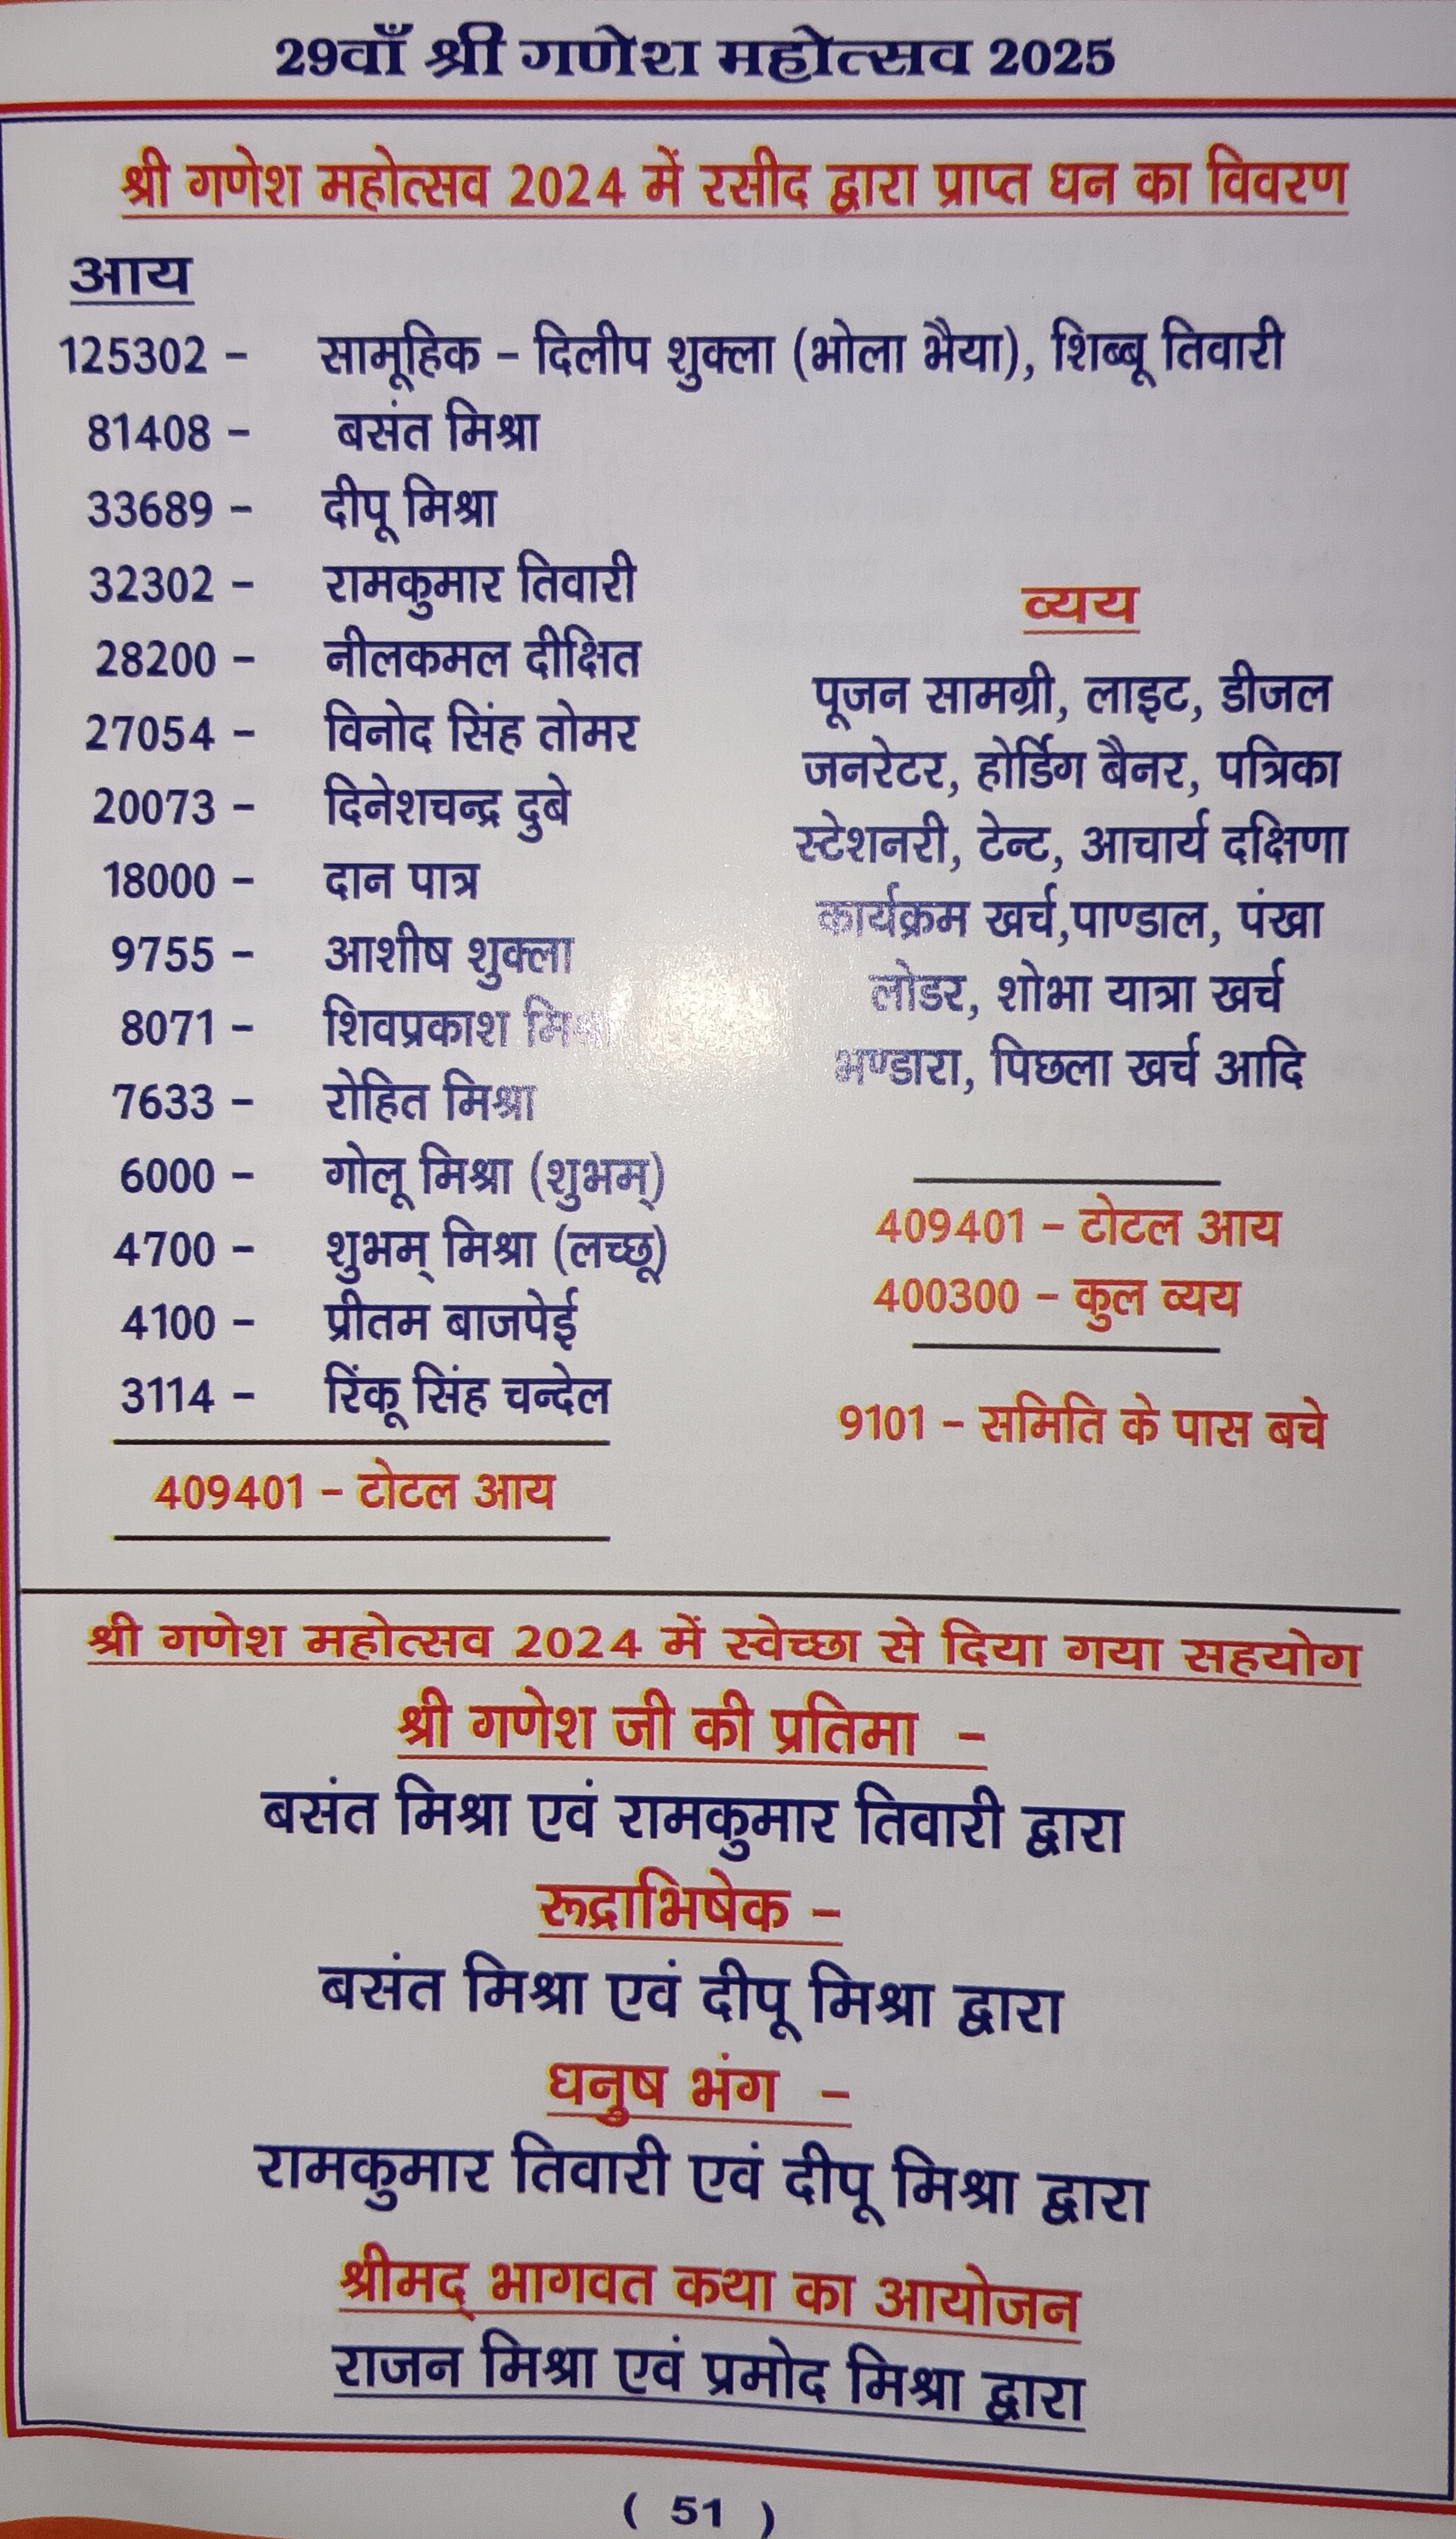 29वाँ श्री गणेश महोत्सव 2025
श्री गणेश महोत्सव 2024 में रसीद द्वारा प्राप्त धन का विवरण
आय
125302 - सामूहिक - दिलीप शुक्ला (भोला भैया), शिब्बू तिवारी
81408 - बसंत मिश्रा
33689 - दीपू मिश्रा
32302 - रामकुमार तिवारी
28200 - नीलकमल दीक्षित
27054 - विनोद सिंह तोमर
20073 - दिनेशचन्द्र दुबे
18000 - दान पात्र
9755 - आशीष शुक्ला
8071 - शिवप्रकाश मिश्रा
7633 - रोहित मिश्रा
6000 - गोलू मिश्रा (शुभम्)
4700 - शुभम् मिश्रा (लच्छू)
4100 - प्रीतम बाजपेई
3114 - रिंकू सिंह चन्देल
409401 - टोटल आय
व्यय
पूजन सामग्री, लाइट, डीजल
जनरेटर, होर्डिग बैनर, पत्रिका
स्टेशनरी, टेन्ट, आचार्य दक्षिणा
कार्यक्रम खर्च,पाण्डाल, पंखा
लोडर, शोभा यात्रा खर्च
भण्डारा, पिछला खर्च आदि
409401 - टोटल आय
400300 - कुल व्यय
9101 - समिति के पास बचे
श्री गणेश महोत्सव 2024 में स्वेच्छा से दिया गया सहयोग
श्री गणेश जी की प्रतिमा -
बसंत मिश्रा एवं रामकुमार तिवारी द्वारा
रूद्राभिषेक -
बसंत मिश्रा एवं दीपू मिश्रा द्वारा
धनुष भंग -
रामकुमार तिवारी एवं दीपू मिश्रा द्वारा
श्रीमद् भागवत कथा का आयोजन
राजन मिश्रा एवं प्रमोद मिश्रा द्वारा
( 51 )